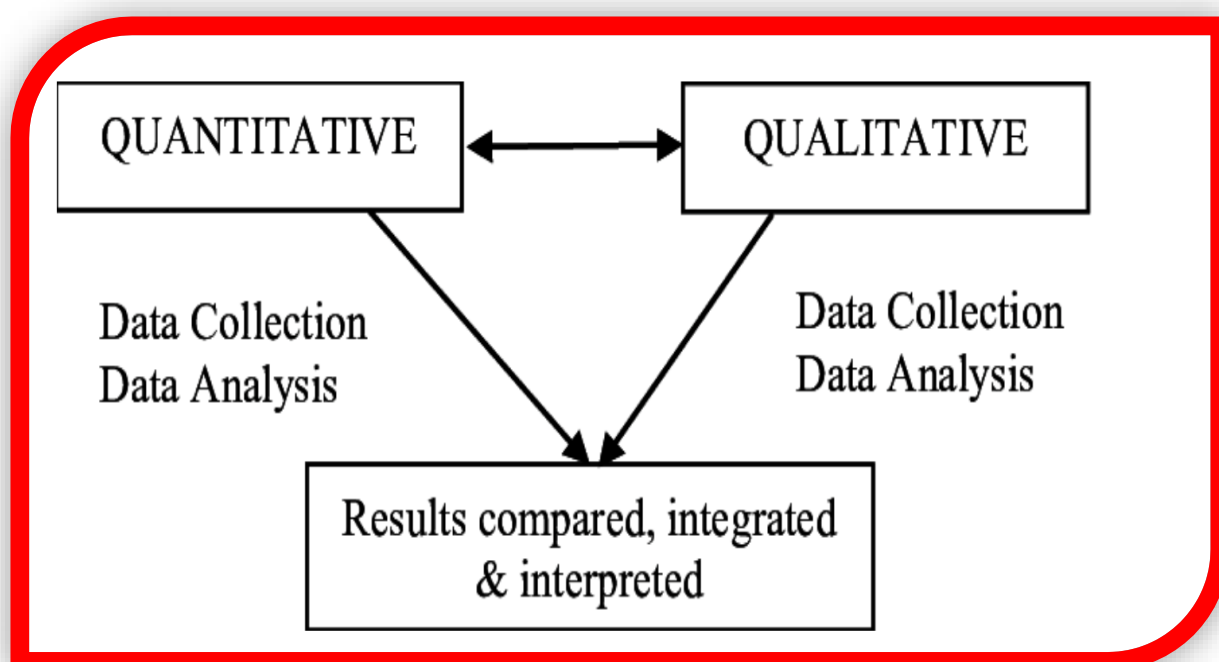 QUANTITATIVE
QUALITATIVE
Data Collection
Data Analysis
Data Collection
Data Analysis
Results compared, integrated
& interpreted